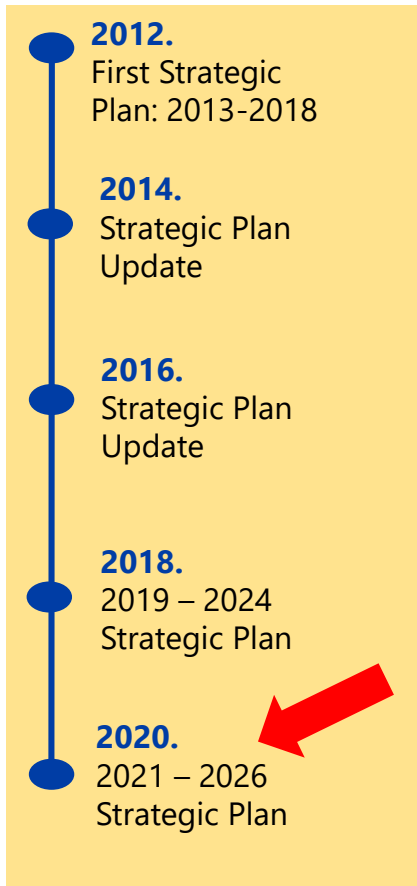 2012.
First Strategic
Plan: 2013-2018
2014.
Strategic Plan
Update
2016.
Strategic Plan
Update
2018.
2019 – 2024
Strategic Plan
2020.
2021 – 2026
Strategic Plan